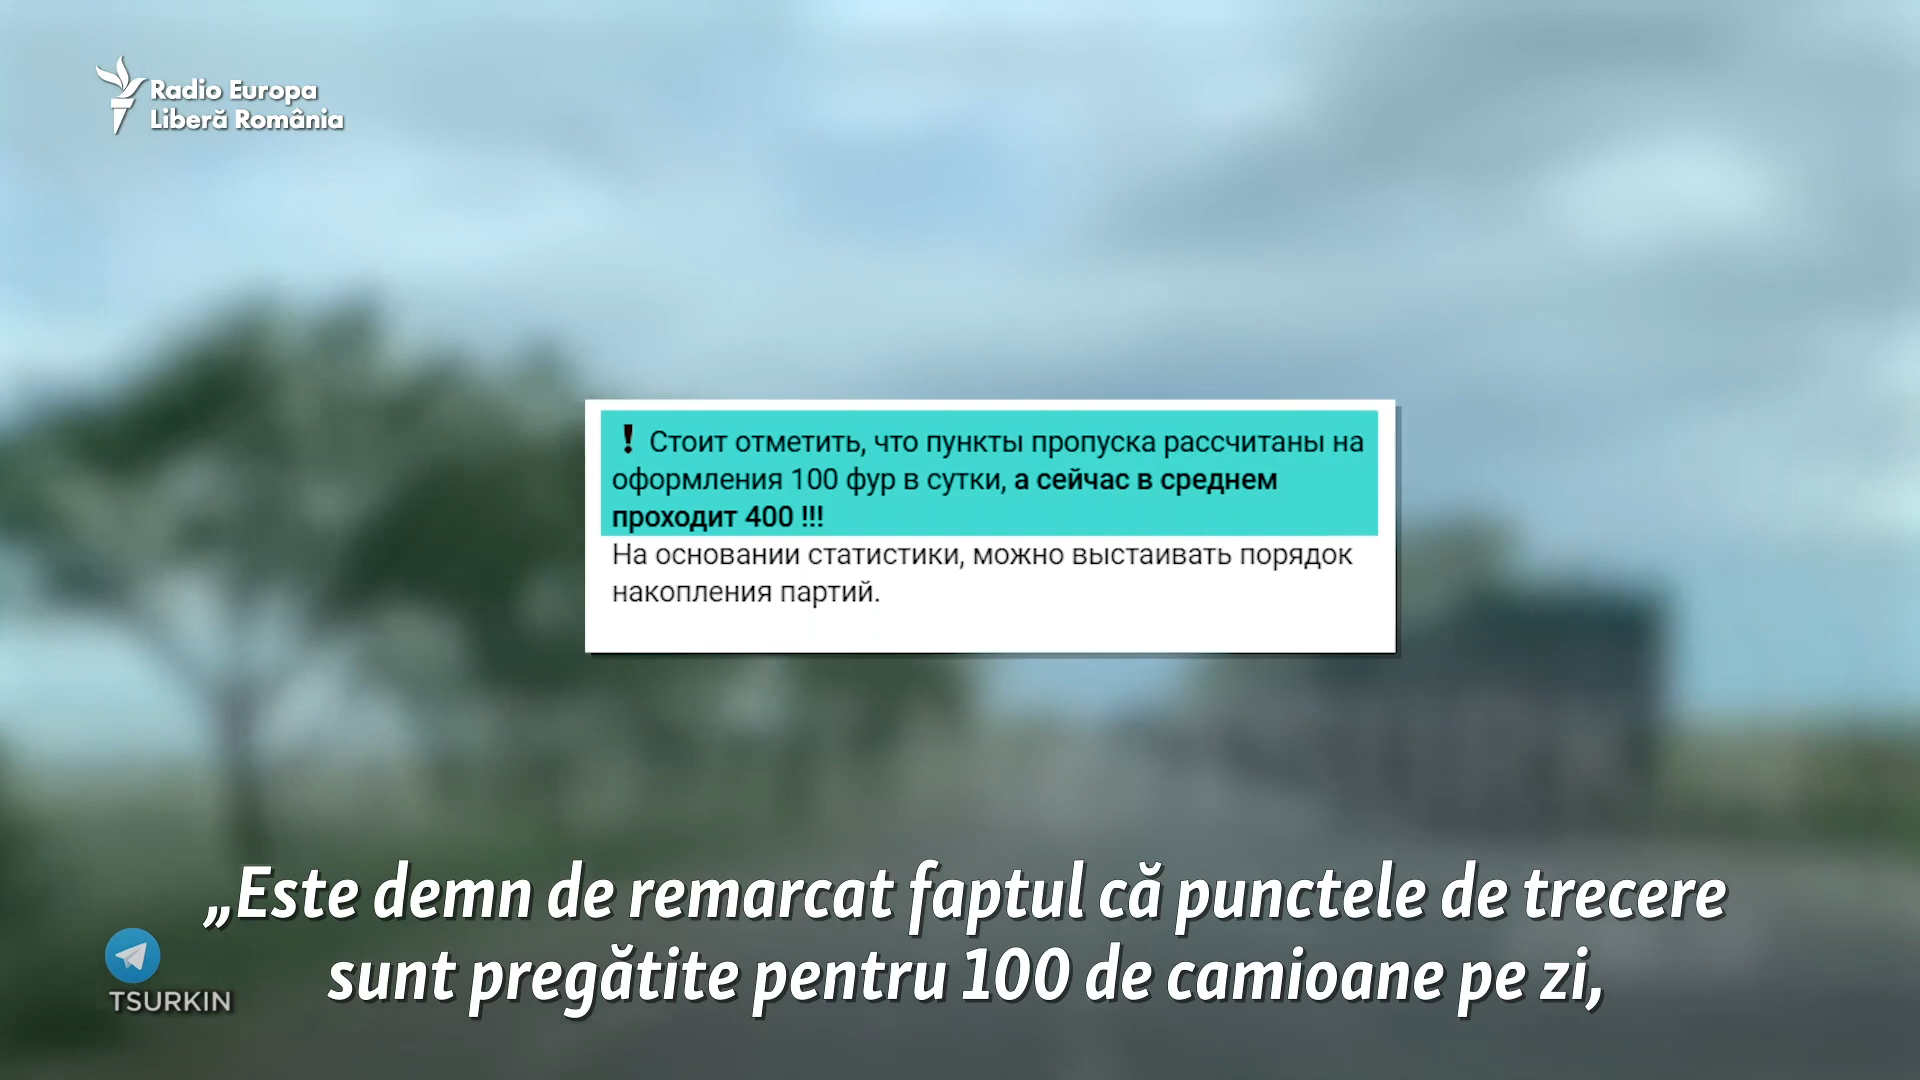 Radio Europa
Liberă România
❗ Стоит отметить, что пункты пропуска рассчитаны на
оформления 100 фур в сутки, а сейчас в среднем
проходит 400 !!!
На основании статистики, можно выстаивать порядок
накопления партий.
„Este demn de remarcat faptul că punctele de trecere
sunt pregătite pentru 100 de camioane pe zi,
TSURKIN